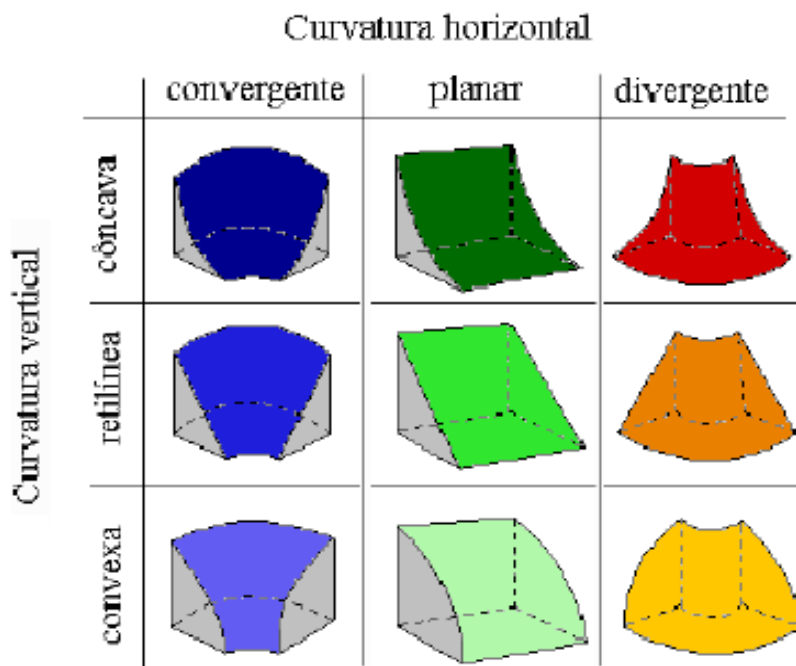 Curvatura horizontal
convergente planar divergente
Curvatura vertical
côncava
retilínea
convexa